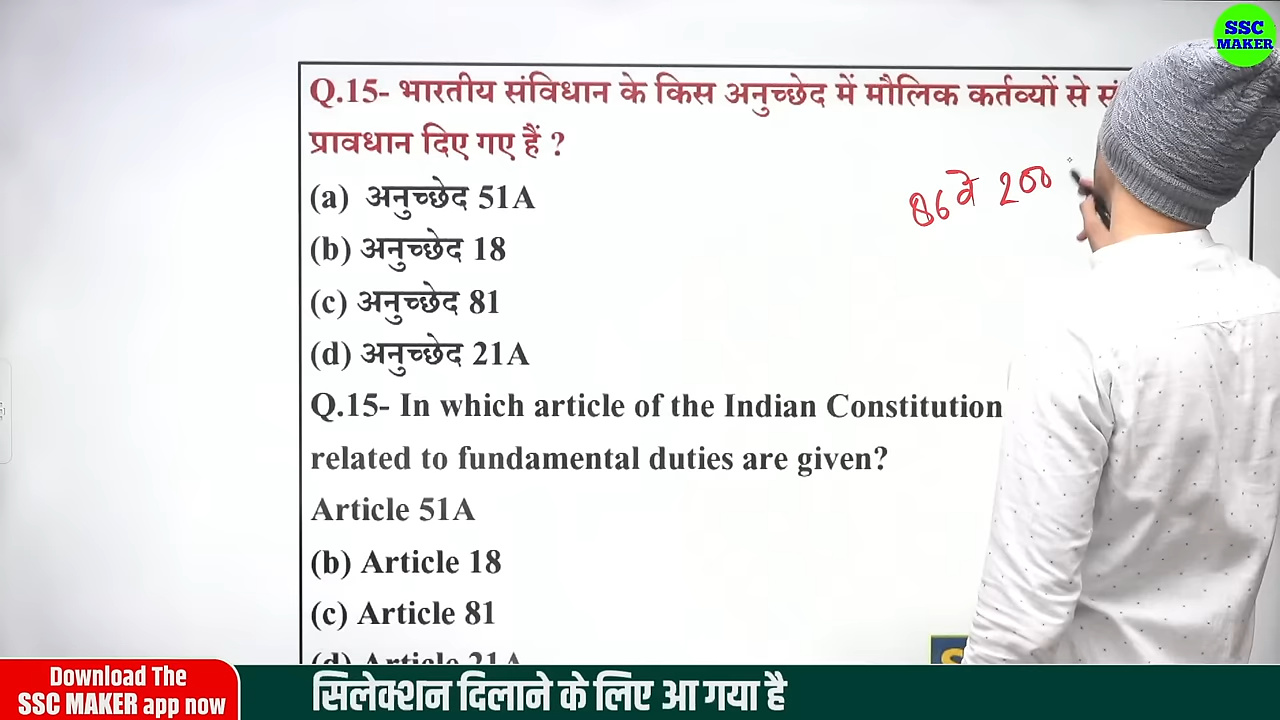 SSC
MAKER
Q.15- भारतीय संविधान के किस अनुच्छेद में मौलिक कर्तव्यों से
प्रावधान दिए गए हैं ?
86वे 200
(a) अनुच्छेद 51A
(b) अनुच्छेद 18
(c) अनुच्छेद 81
(d) अनुच्छेद 21A
Q.15- In which article of the Indian Constitution
related to fundamental duties are given?
Article 51A
(b) Article 18
(c) Article 81
(d) Article 21A
Download The
SSC MAKER app now
सिलेक्शन दिलाने के लिए आ गया है